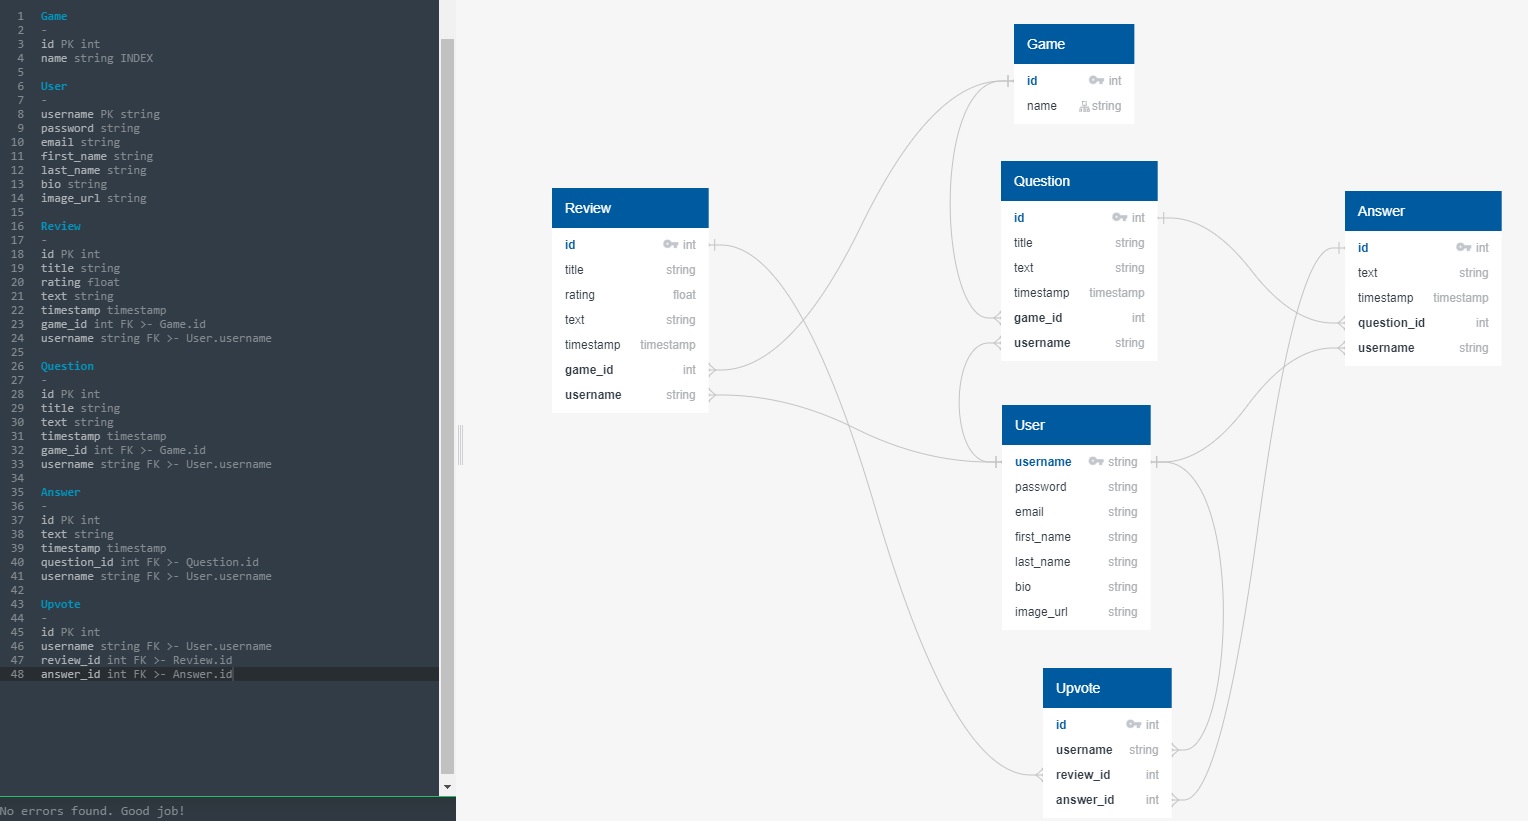 1 Game
2 -
3 id PK int
4 name string INDEX
5
6 User
7 -
8 username PK string
9 password string
10 email string
11 first_name string
12 last_name string
13 bio string
14 image_url string
15
16 Review
17 -
18 id PK int
19 title string
20 rating float
21 text string
22 timestamp timestamp
23 game_id int FK >- Game.id
24 username string FK >- User.username
25
26 Question
27 -
28 id PK int
29 title string
30 text string
31 timestamp timestamp
32 game_id int FK >- Game.id
33 username string FK >- User.username
34
35 Answer
36 -
37 id PK int
38 text string
39 timestamp timestamp
40 question_id int FK >- Question.id
41 username string FK >- User.username
42
43 Upvote
44 -
45 id PK int
46 username string FK >- User.username
47 review_id int FK >- Review.id
48 answer_id int FK >- Answer.id
No errors found. Good job!
Review
id int
title string
rating float
text string
timestamp timestamp
game_id int
username string
Game
id int
name string
Question
id int
title string
text string
timestamp timestamp
game_id int
username string
User
username string
password string
email string
first_name string
last_name string
bio string
image_url string
Upvote
id int
username string
review_id int
answer_id int
Answer
id int
text string
timestamp timestamp
question_id int
username string